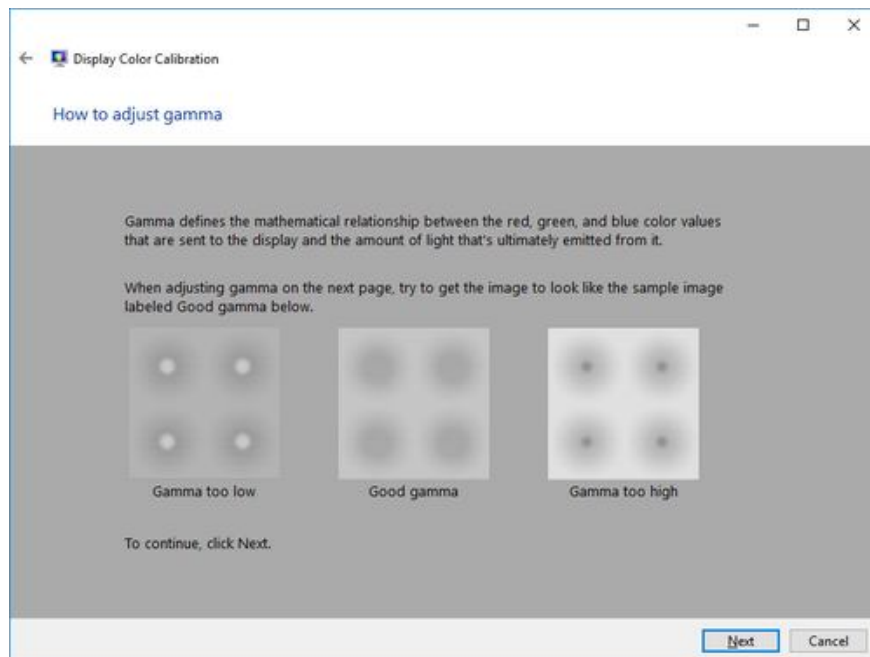 Display Color Calibration
How to adjust gamma
Gamma defines the mathematical relationship between the red, green, and blue color values
that are sent to the display and the amount of light that's ultimately emitted from it.
When adjusting gamma on the next page, try to get the image to look like the sample image
labeled Good gamma below.
Gamma too low
Good gamma
Gamma too high
To continue, click Next.
Next
Cancel